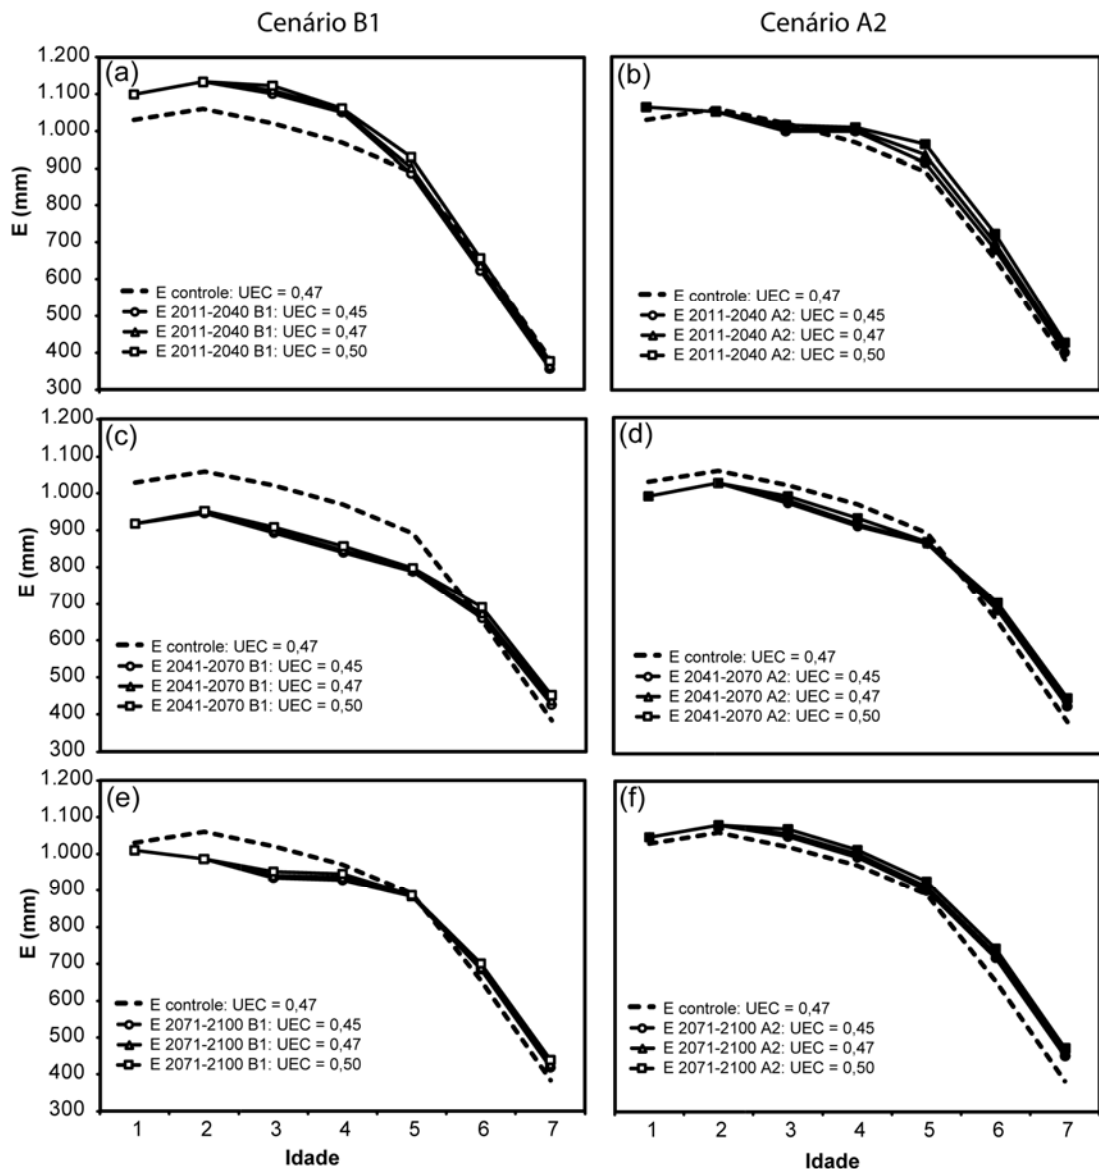 Cenário B1
Cenário A2
(a)
1.200
1.100
1.000
900
800
700
600
500
400
300
E (mm)
E controle: UEC = 0,47
E 2011-2040 B1: UEC = 0,45
E 2011-2040 B1: UEC = 0,47
E 2011-2040 B1: UEC = 0,50
(b)
E controle: UEC = 0,47
E 2011-2040 A2: UEC = 0,45
E 2011-2040 A2: UEC = 0,47
E 2011-2040 A2: UEC = 0,50
(c)
1.200
1.100
1.000
900
800
700
600
500
400
300
E (mm)
E controle: UEC = 0,47
E 2041-2070 B1: UEC = 0,45
E 2041-2070 B1: UEC = 0,47
E 2041-2070 B1: UEC = 0,50
(d)
E controle: UEC = 0,47
E 2041-2070 A2: UEC = 0,45
E 2041-2070 A2: UEC = 0,47
E 2041-2070 A2: UEC = 0,50
(e)
1.200
1.100
1.000
900
800
700
600
500
400
300
E (mm)
E controle: UEC = 0,47
E 2071-2100 B1: UEC = 0,45
E 2071-2100 B1: UEC = 0,47
E 2071-2100 B1: UEC = 0,50
1 2 3 4 5 6 7
Idade
(f)
E controle: UEC = 0,47
E 2071-2100 A2: UEC = 0,45
E 2071-2100 A2: UEC = 0,47
E 2071-2100 A2: UEC = 0,50
1 2 3 4 5 6 7
Idade